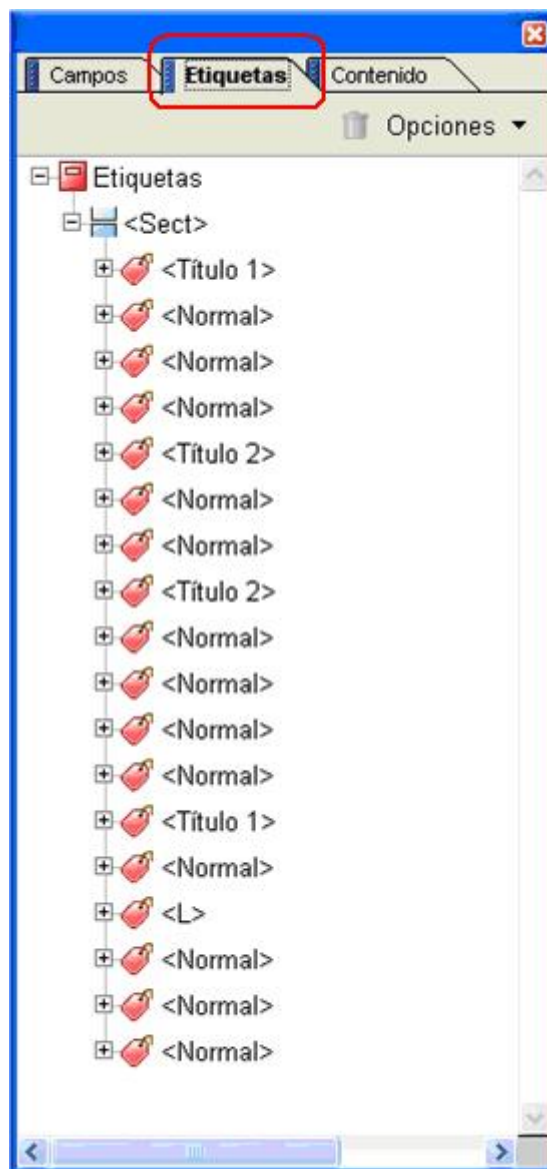 Campos Etiquetas Contenido
Opciones
Etiquetas
<Sect>
<Título 1>
<Normal>
<Normal>
<Normal>
<Título 2>
<Normal>
<Normal>
<Título 2>
<Normal>
<Normal>
<Normal>
<Normal>
<Título 1>
<Normal>
<L>
<Normal>
<Normal>
<Normal>